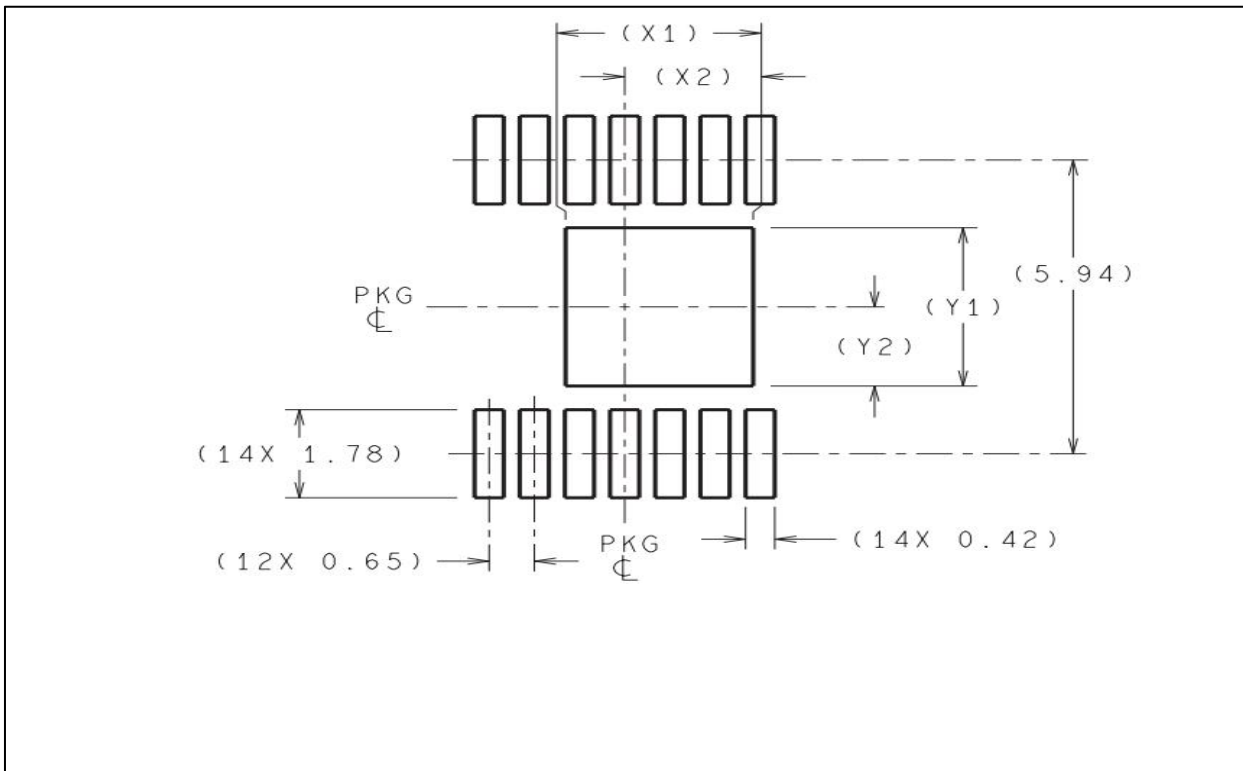 (X1)
(X2)
(5.94)
PKG
℄
(Y1)
(Y2)
(14X 1.78)
(12X 0.65)
PKG
℄
(14X 0.42)